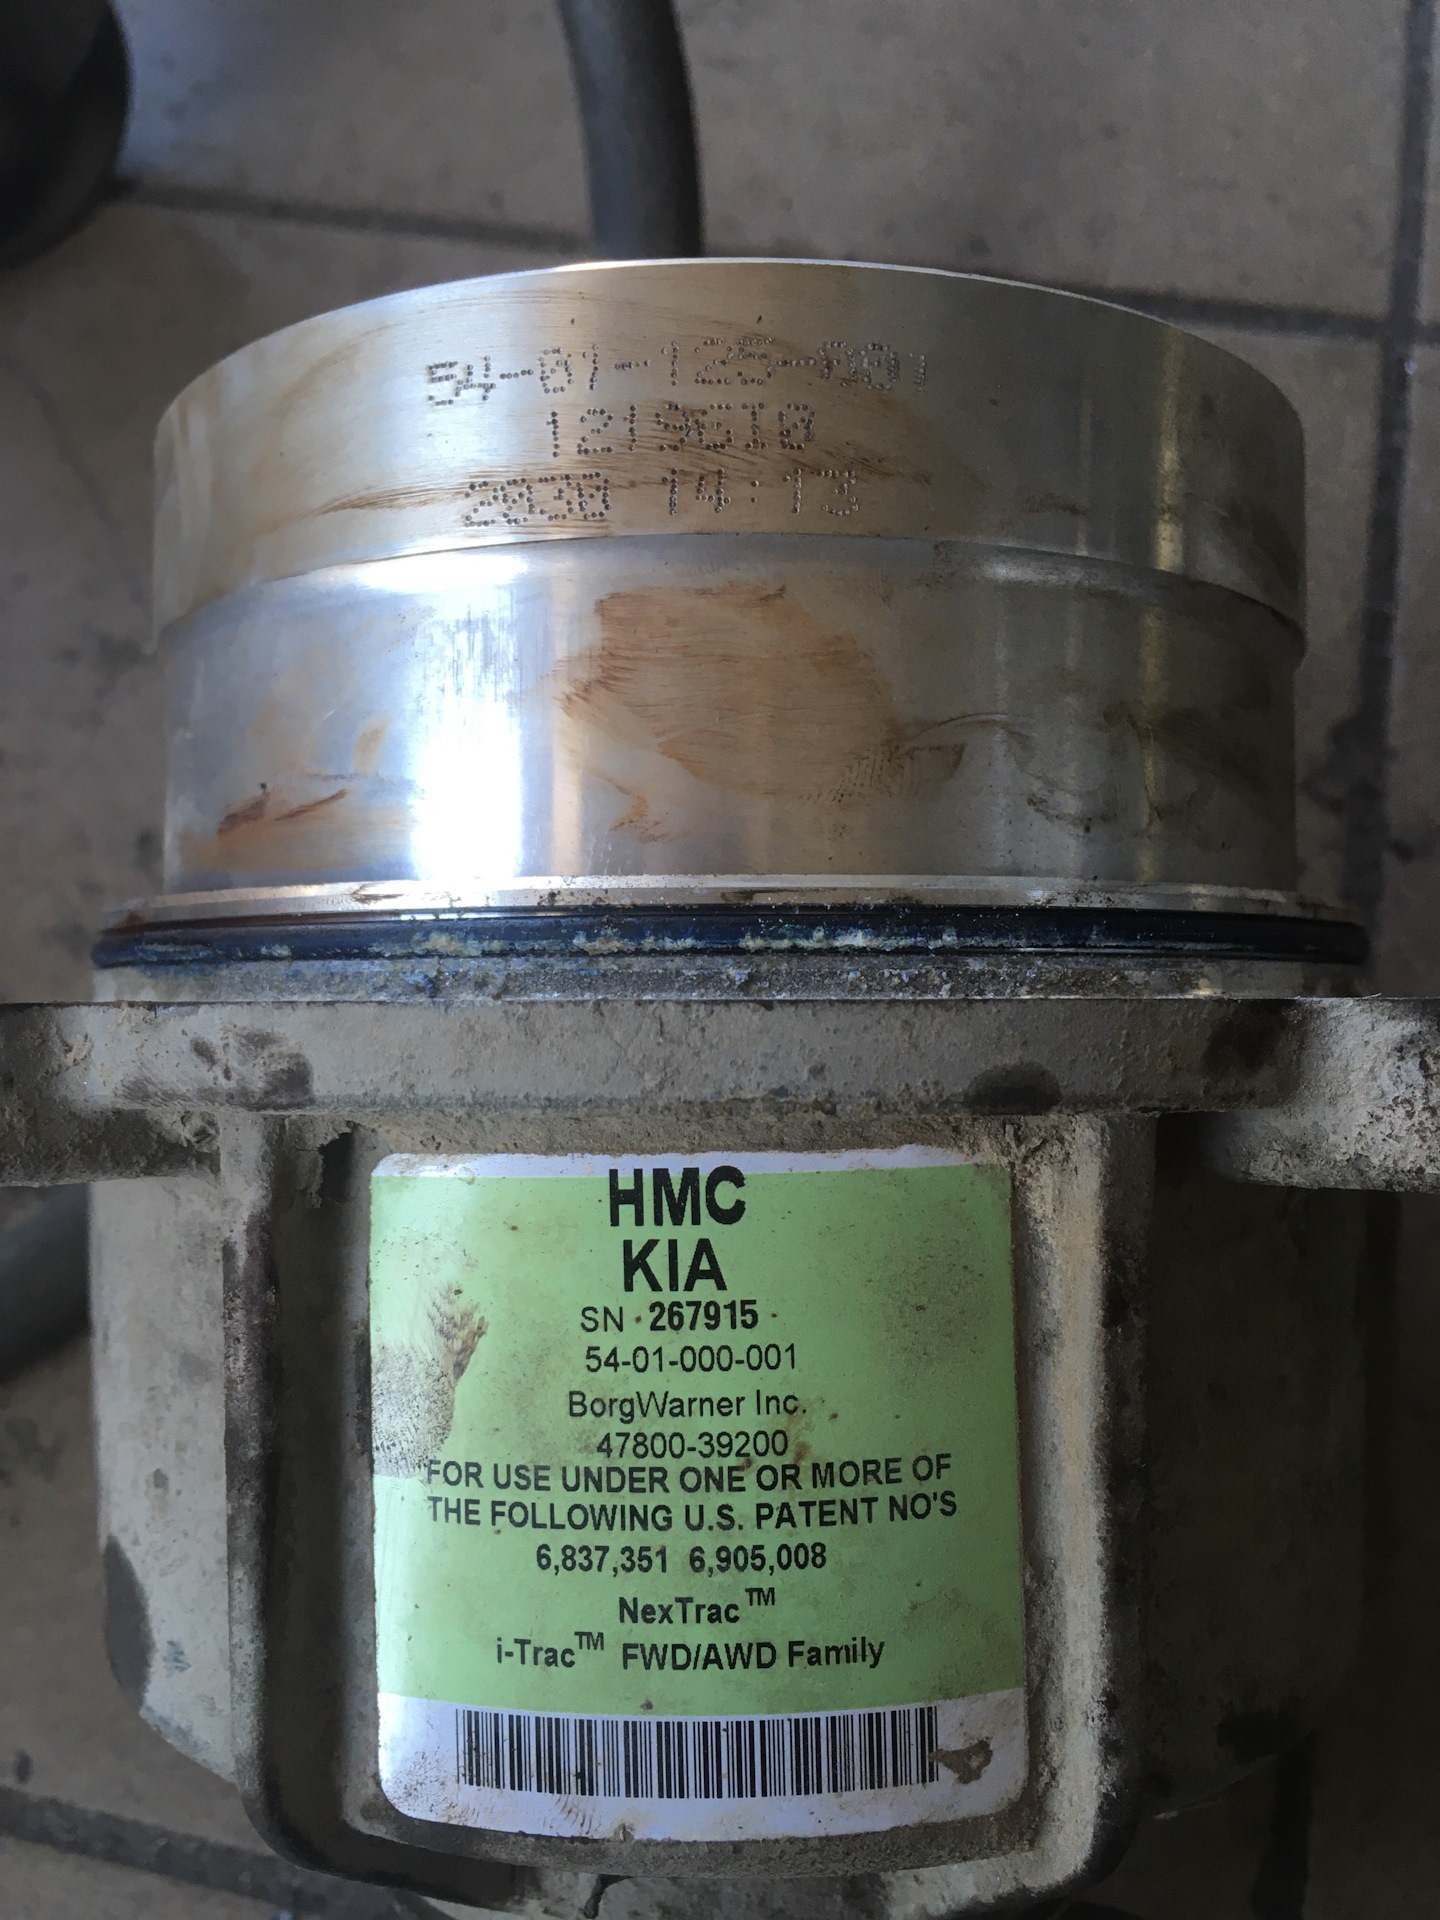 54-01-125-001
2030 14:13
HMC
KIA
SN 267915
54-01-000-001
BorgWarner Inc.
47800-39200
FOR USE UNDER ONE OR MORE OF
THE FOLLOWING U.S. PATENT NO'S
6,837,351 6,905,008
NexTrac™
i-Trac™ FWD/AWD Family